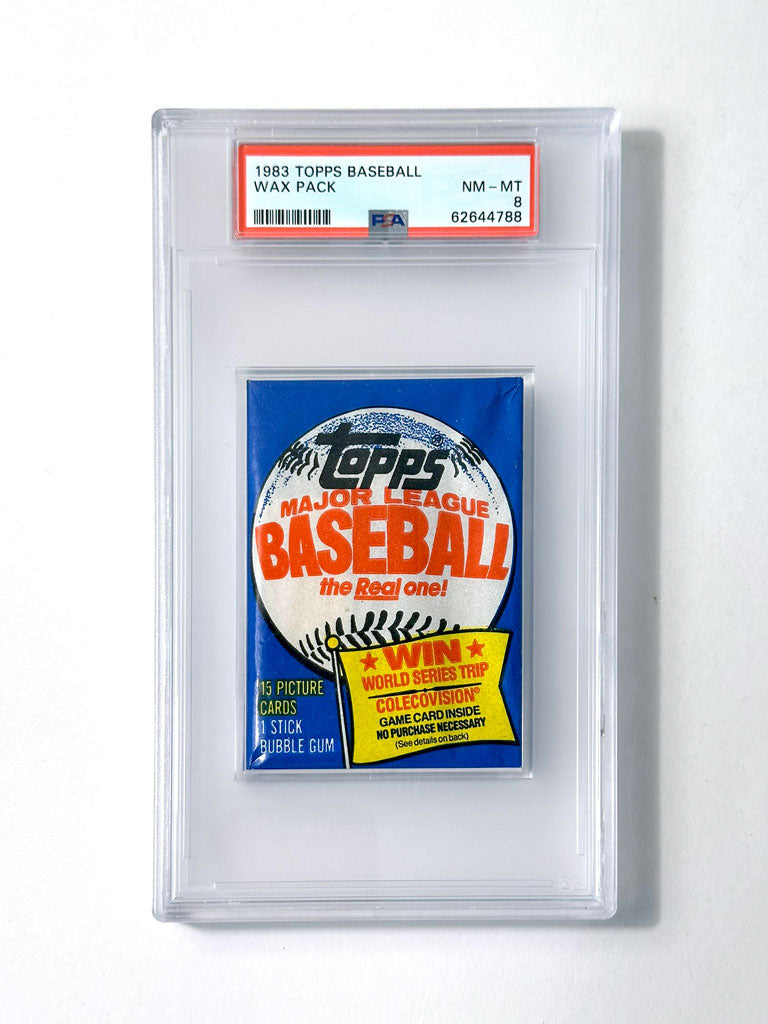 1983 TOPPS BASEBALL
WAX PACK
NM - MT
8
62644788
PSA
topps®
MAJOR LEAGUE
BASEBALL
the Real one!
WIN
WORLD SERIES TRIP
COLECOVISION®
GAME CARD INSIDE
NO PURCHASE NECESSARY
(See details on back)
15 PICTURE
CARDS
1 STICK
BUBBLE GUM